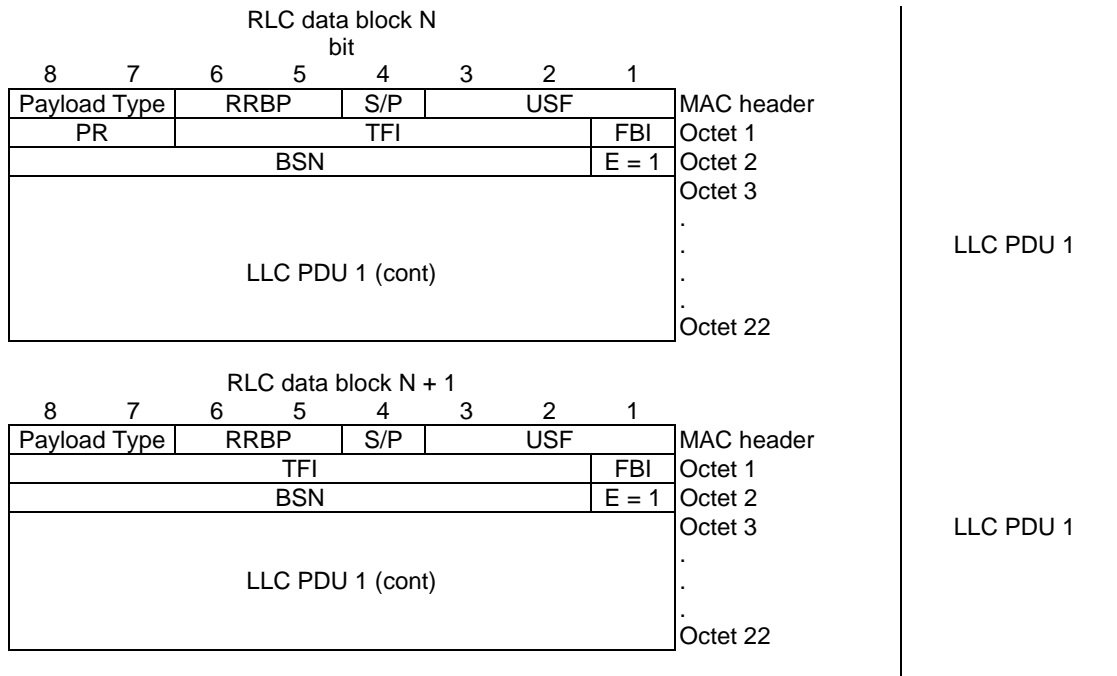 RLC data block N
bit
8 7 6 5 4 3 2 1
Payload Type RRBP S/P USF MAC header
PR TFI FBI Octet 1
BSN E = 1 Octet 2
Octet 3
.
. LLC PDU 1
LLC PDU 1 (cont) .
.
Octet 22
RLC data block N + 1
8 7 6 5 4 3 2 1
Payload Type RRBP S/P USF MAC header
TFI FBI Octet 1
BSN E = 1 Octet 2
Octet 3 LLC PDU 1
.
LLC PDU 1 (cont) .
.
Octet 22